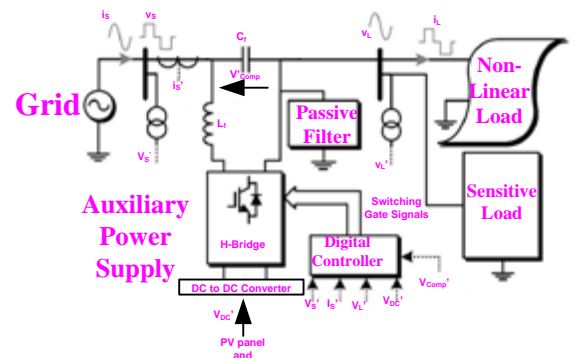 iS
vS
Cf
vL
iL
V'Comp
IS'
Grid
Non-
Linear
Load
Lf
Passive
Filter
VS'
vL'
Switching
Gate Signals
Sensitive
Load
Auxiliary
Power
Supply
H-Bridge
Digital
Controller
VComp'
DC to DC Converter
VS'
IS'
VL'
VDC'
VDC'
PV panel
and